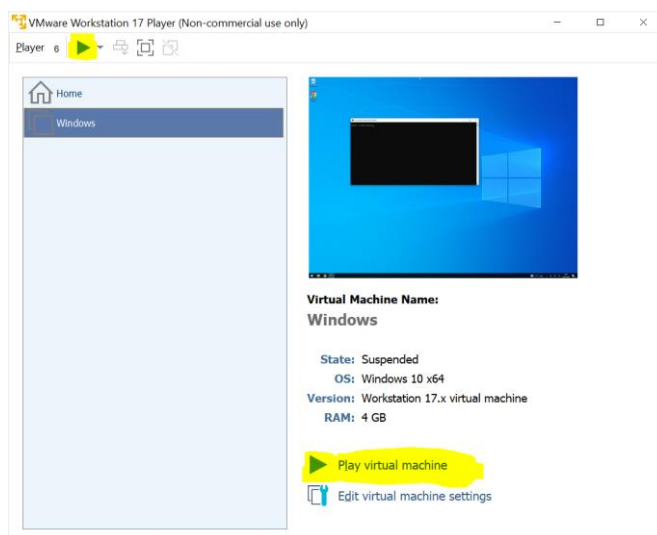 VMware Workstation 17 Player (Non-commercial use only)
Player
Home
Windows
Virtual Machine Name:
Windows
State: Suspended
OS: Windows 10 x64
Version: Workstation 17.x virtual machine
RAM: 4 GB
Play virtual machine
Edit virtual machine settings